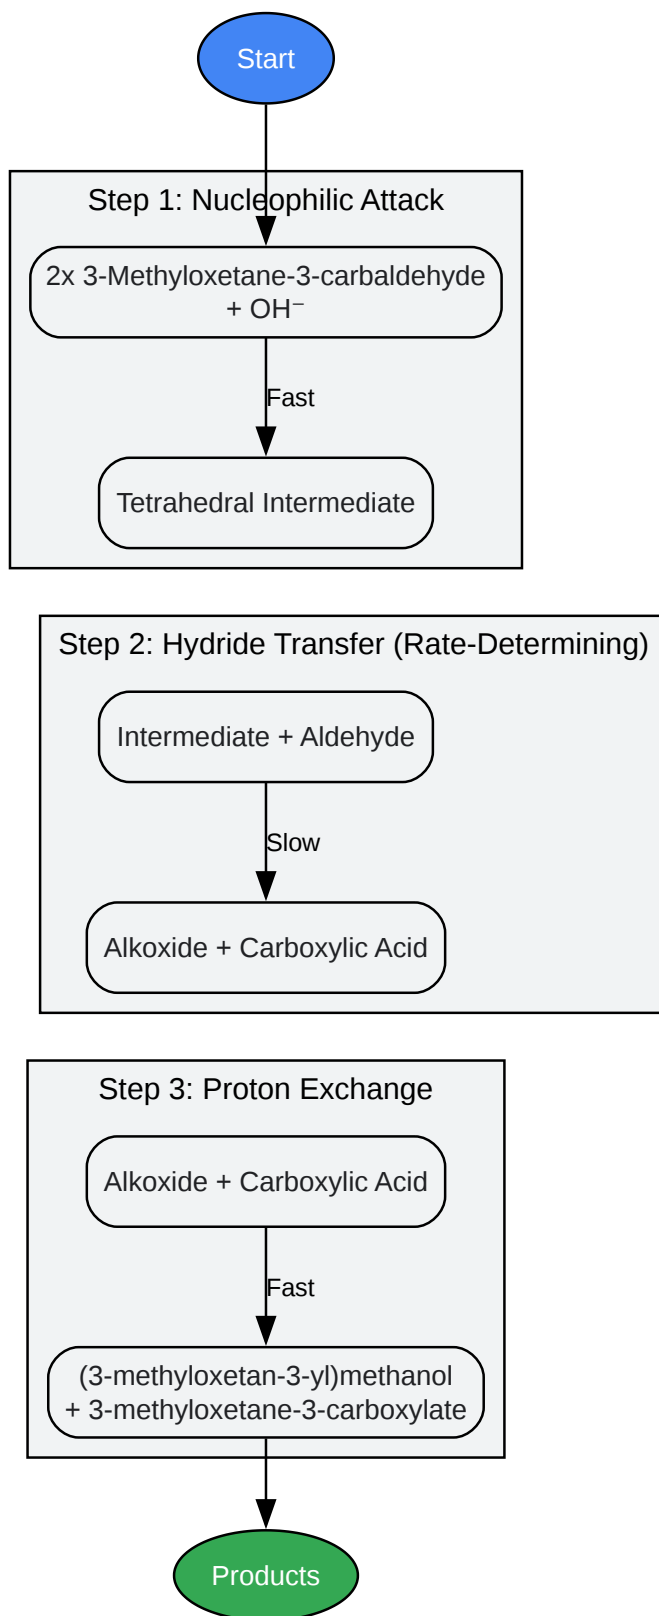 Start
Step 1: Nucleophilic Attack
2x 3-Methyloxetane-3-carbaldehyde
+ OH⁻
Fast
Tetrahedral Intermediate
Step 2: Hydride Transfer (Rate-Determining)
Intermediate + Aldehyde
Slow
Alkoxide + Carboxylic Acid
Step 3: Proton Exchange
Alkoxide + Carboxylic Acid
Fast
(3-methyloxetan-3-yl)methanol
+ 3-methyloxetane-3-carboxylate
Products